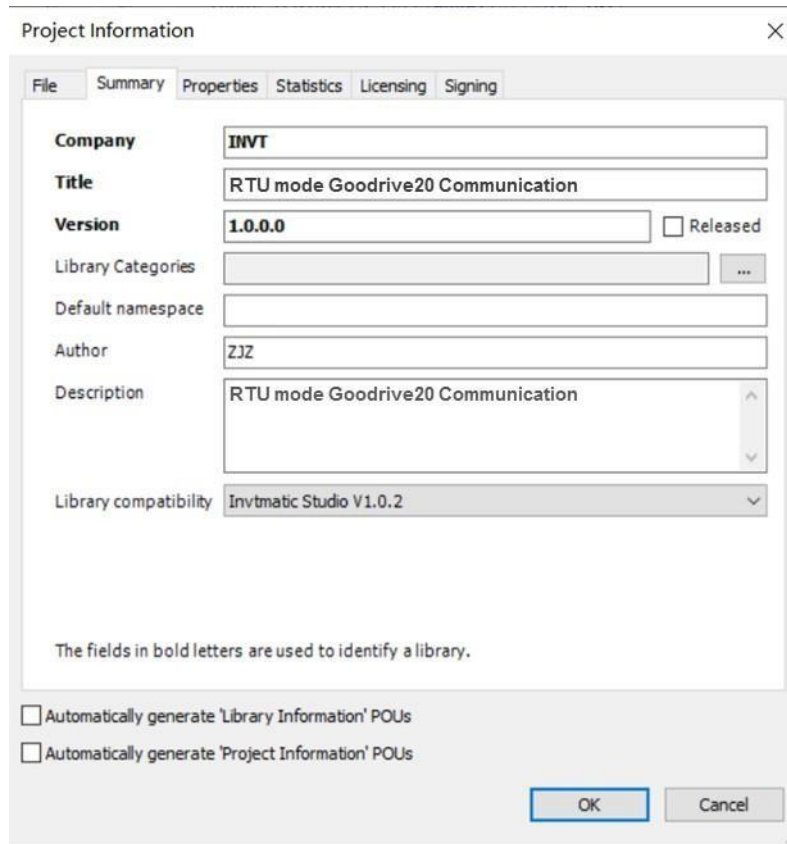 Project Information
File Summary Properties Statistics Licensing Signing
Company INVT
Title RTU mode Goodrive20 Communication
Version 1.0.0.0 Released
Library Categories ...
Default namespace
Author ZJZ
Description RTU mode Goodrive20 Communication
Library compatibility Invtmatic Studio V1.0.2
The fields in bold letters are used to identify a library.
Automatically generate 'Library Information' POUs
Automatically generate 'Project Information' POUs
OK Cancel